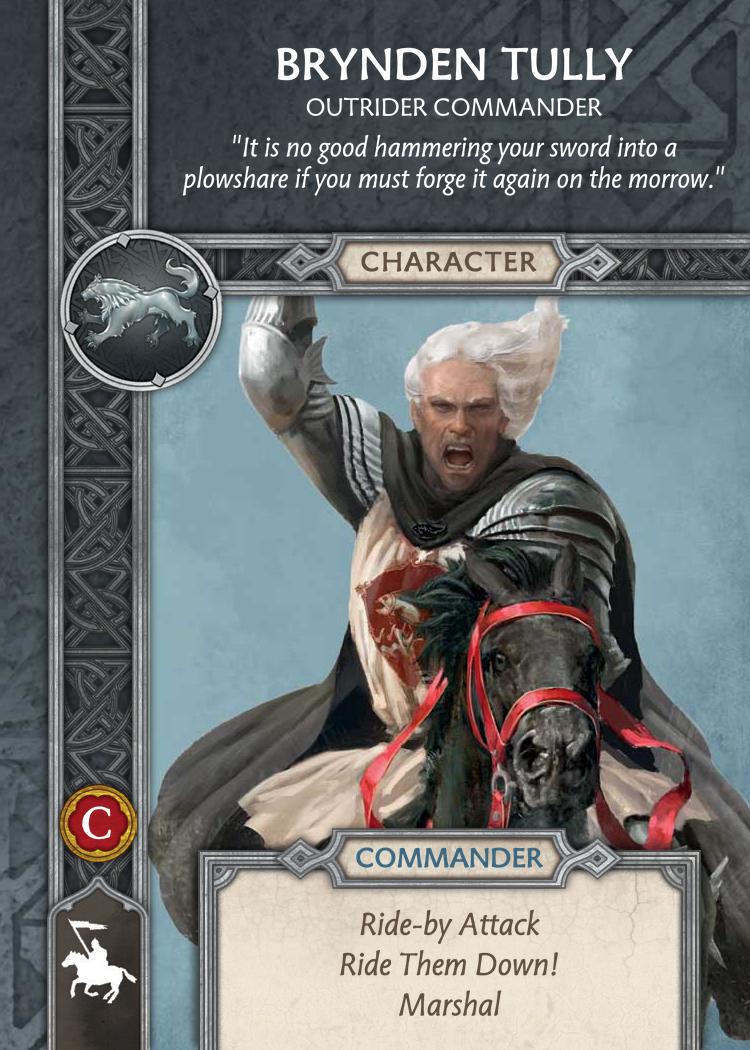 BRYNDEN TULLY
OUTRIDER COMMANDER
"It is no good hammering your sword into a
plowshare if you must forge it again on the morrow."
CHARACTER
C
COMMANDER
Ride-by Attack
Ride Them Down!
Marshal